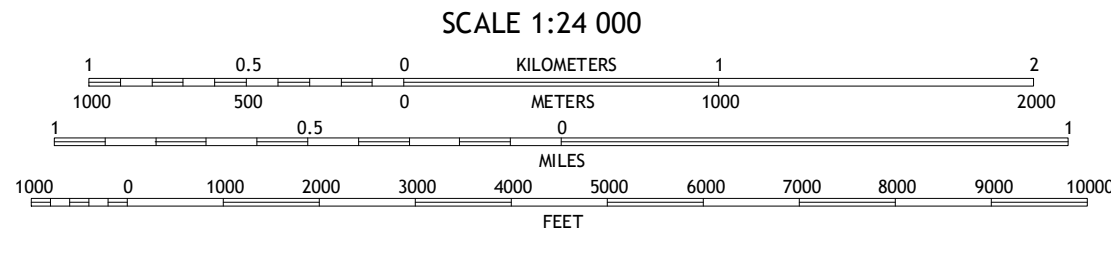 SCALE 1:24 000
1 0.5 0 KILOMETERS 1 2
1000 500 0 METERS 1000 2000
1 0.5 0 1
MILES
1000 0 1000 2000 3000 4000 5000 6000 7000 8000 9000 10000
FEET